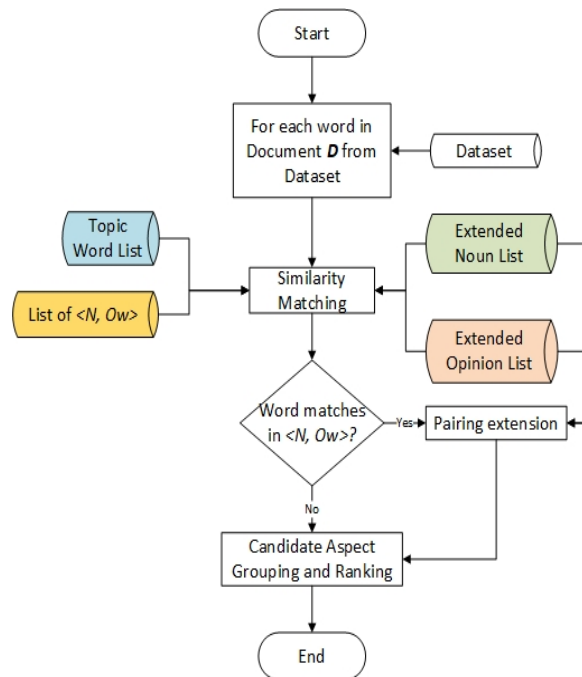 Start
For each word in
Document D from
Dataset
Dataset
Topic
Word List
List of <N, Ow>
Similarity
Matching
Extended
Noun List
Extended
Opinion List
Word matches
in <N, Ow>?
Yes
Pairing extension
No
Candidate Aspect
Grouping and Ranking
End